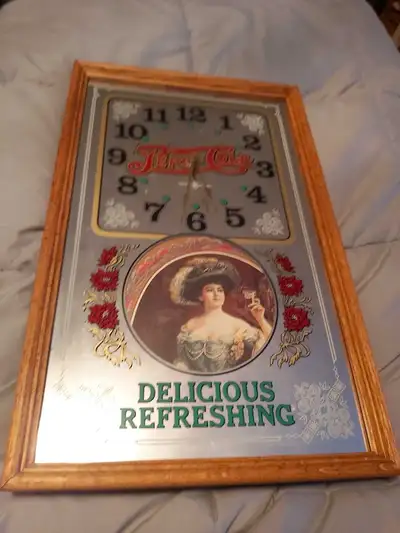 11 12 1
10 2
9 Pepsi-Cola 3
8 4
7 6 5
DELICIOUS
REFRESHING